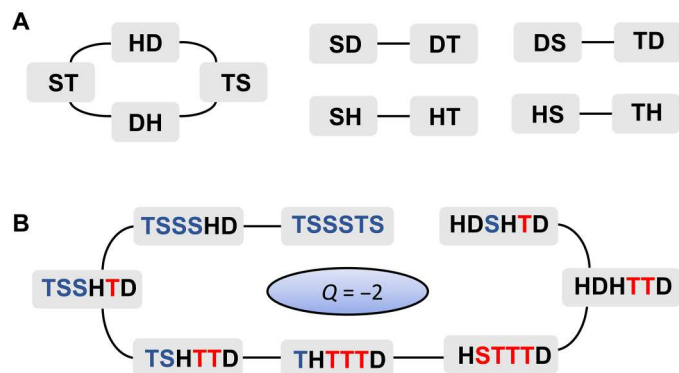 A
HD
ST
TS
DH
SD DT
DS TD
SH HT
HS TH
B
TSSSHD TSSSTS
HDSHTD
TSSHTD
Q = −2
HDHTTD
TSHTTD THTTTD HSTTTD